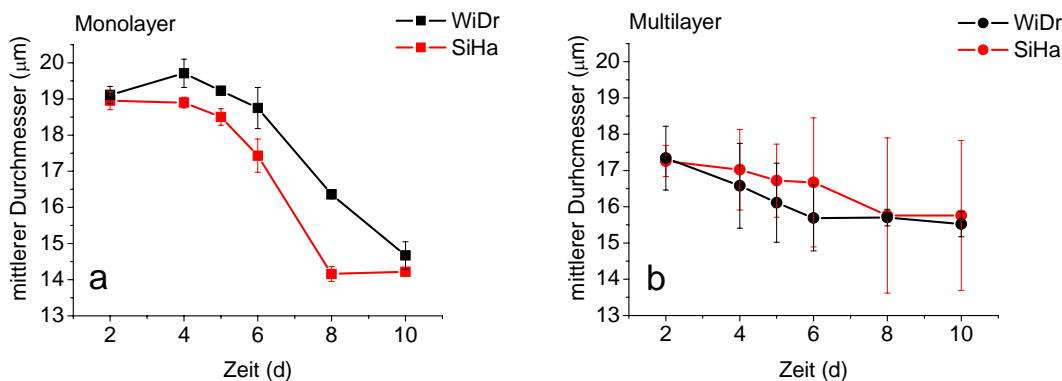 Monolayer
WiDr
SiHa
20
19
18
17
16
15
14
13
mittlerer Durchmesser (μm)
a
2 4 6 8 10
Zeit (d)
Multilayer
WiDr
SiHa
20
19
18
17
16
15
14
13
mittlerer Durhcmesser (μm)
b
2 4 6 8 10
Zeit (d)